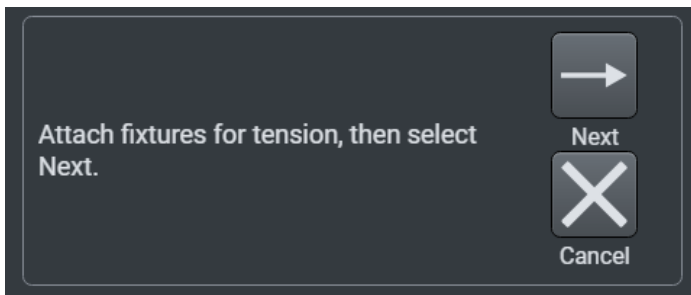 Attach fixtures for tension, then select
Next.
Next
Cancel